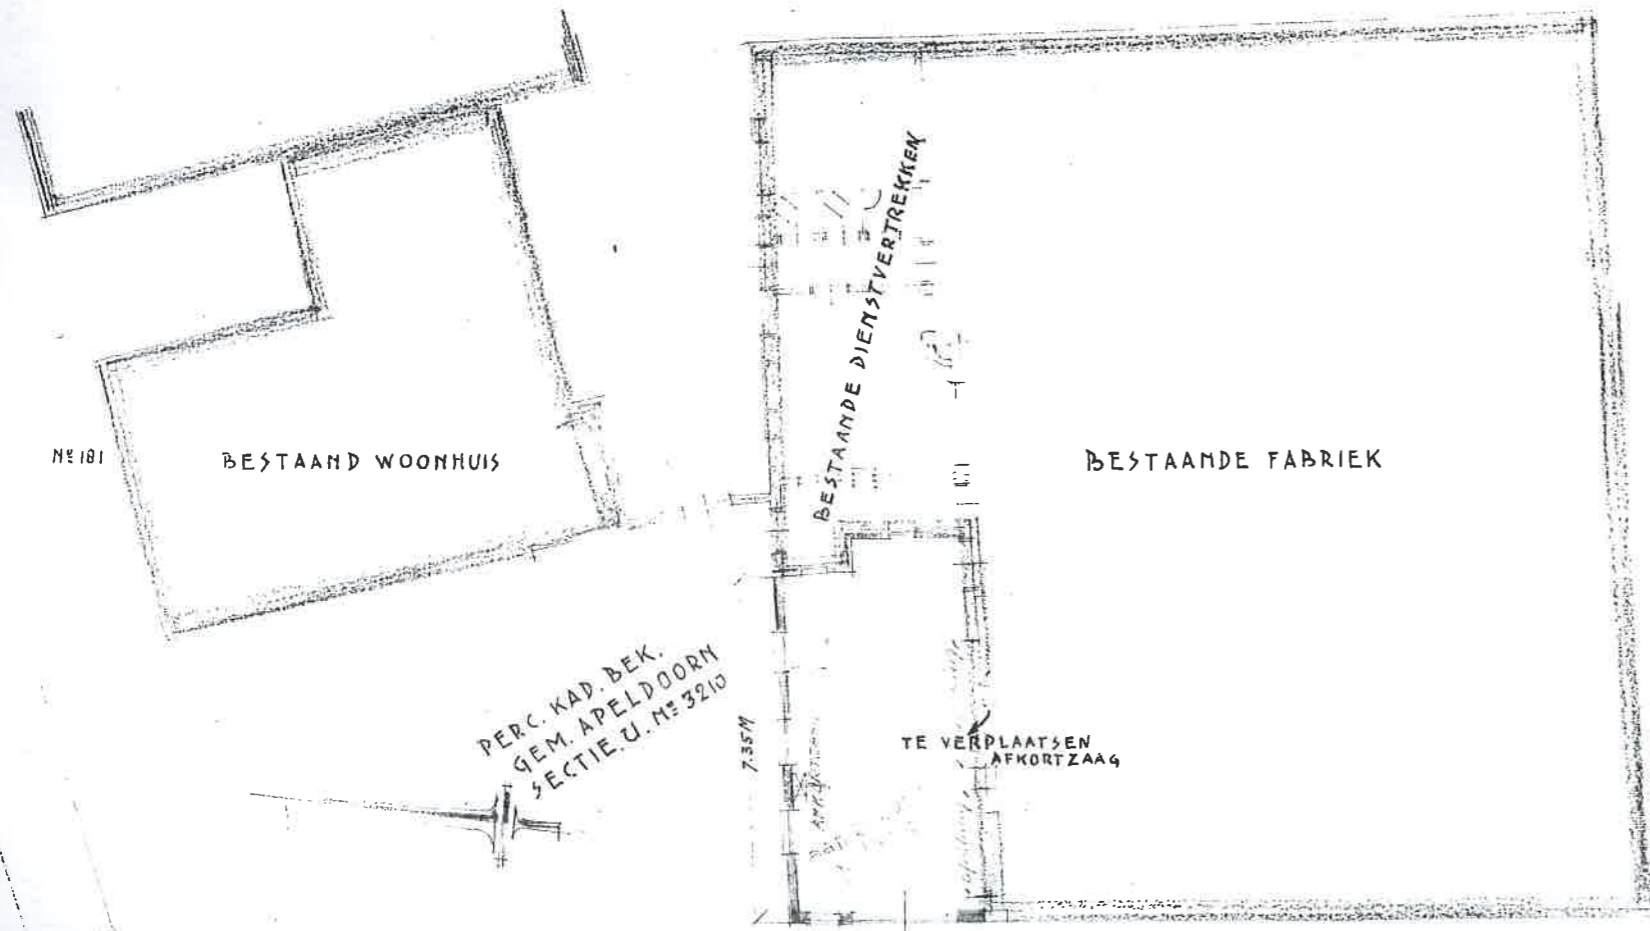 BESTAANDE DIENSTVERTREKKEN
Nº 181
BESTAAND WOONHUIS
BESTAANDE FABRIEK
PERC. KAD. BEK.
GEM. APELDOORN
SECTIE. U. Nº 3210
7.35M
TE VERPLAATSEN
AFKORTZAAG